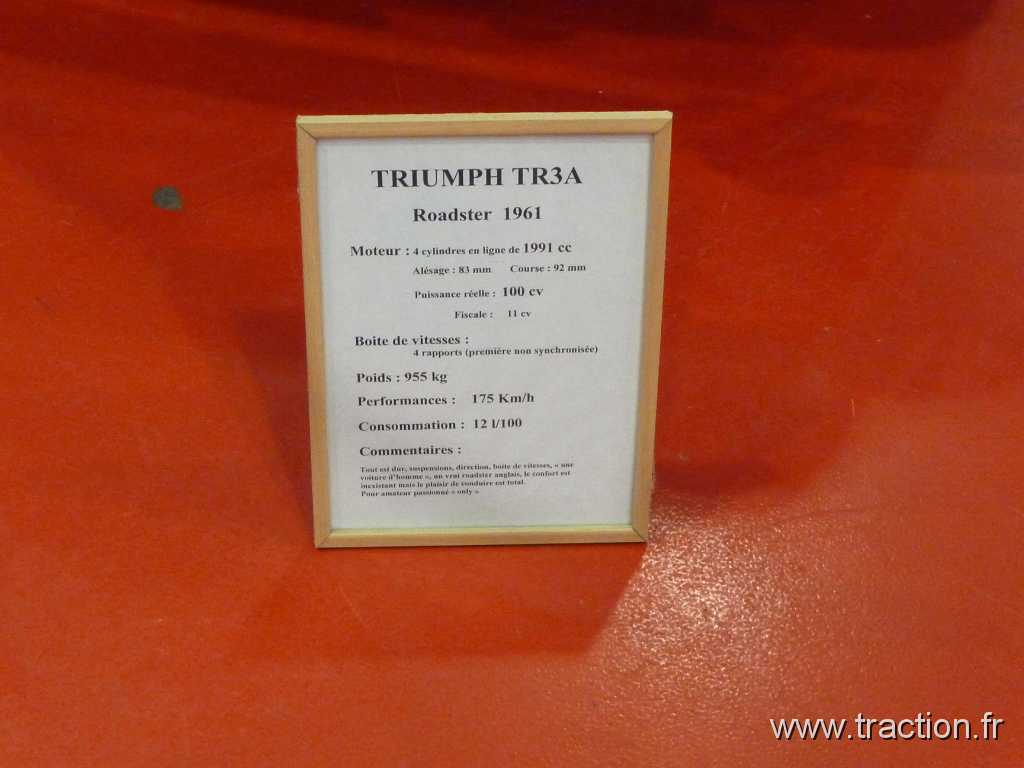 TRIUMPH TR3A
Roadster 1961
Moteur : 4 cylindres en ligne de 1991 cc
Alésage : 83 mm Course : 92 mm
Puissance réelle : 100 cv
Fiscale : 11 cv
Boite de vitesses :
4 rapports (première non synchronisée)
Poids : 955 kg
Performances : 175 Km/h
Consommation : 12 l/100
Commentaires :
Tout est dur, suspensions, direction, boite de vitesses, « une
voiture d'homme », un vrai roadster anglais, le confort est
inexistant mais le plaisir de conduire est total.
Pour amateur passionné « only »
www.traction.fr